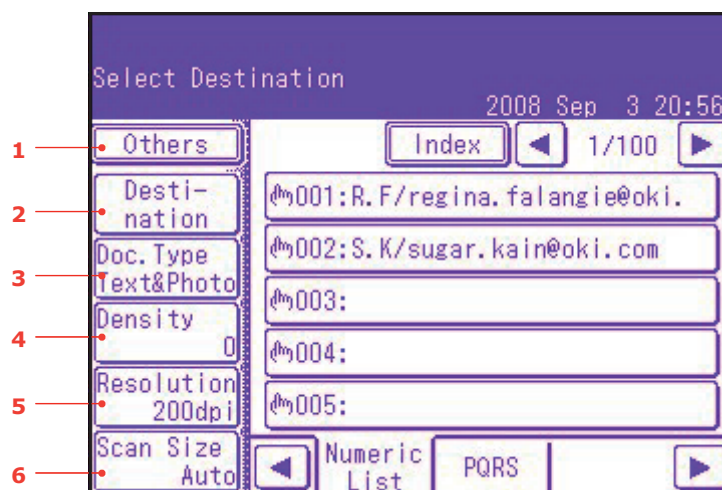 Select Destination
2008 Sep 3 20:56
1
Others
Index
1/100
2
Desti-
nation
001:R.F/regina.falangie@oki.
002:S.K/sugar.kain@oki.com
3
Doc.Type
Text&Photo
003:
4
Density
0
004:
5
Resolution
200dpi
005:
6
Scan Size
Auto
Numeric
List
PQRS